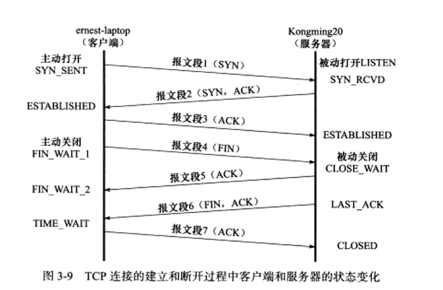 ernest-laptop
（客户端）
Kongming20
（服务器）
主动打开
SYN_SENT
报文段1（SYN）
被动打开LISTEN
SYN_RCVD
报文段2（SYN，ACK）
ESTABLISHED
报文段3（ACK）
ESTABLISHED
主动关闭
FIN_WAIT_1
报文段4（FIN）
被动关闭
CLOSE_WAIT
报文段5（ACK）
FIN_WAIT_2
报文段6（FIN，ACK）
LAST_ACK
TIME_WAIT
报文段7（ACK）
CLOSED
图 3-9 TCP 连接的建立和断开过程中客户端和服务器的状态变化